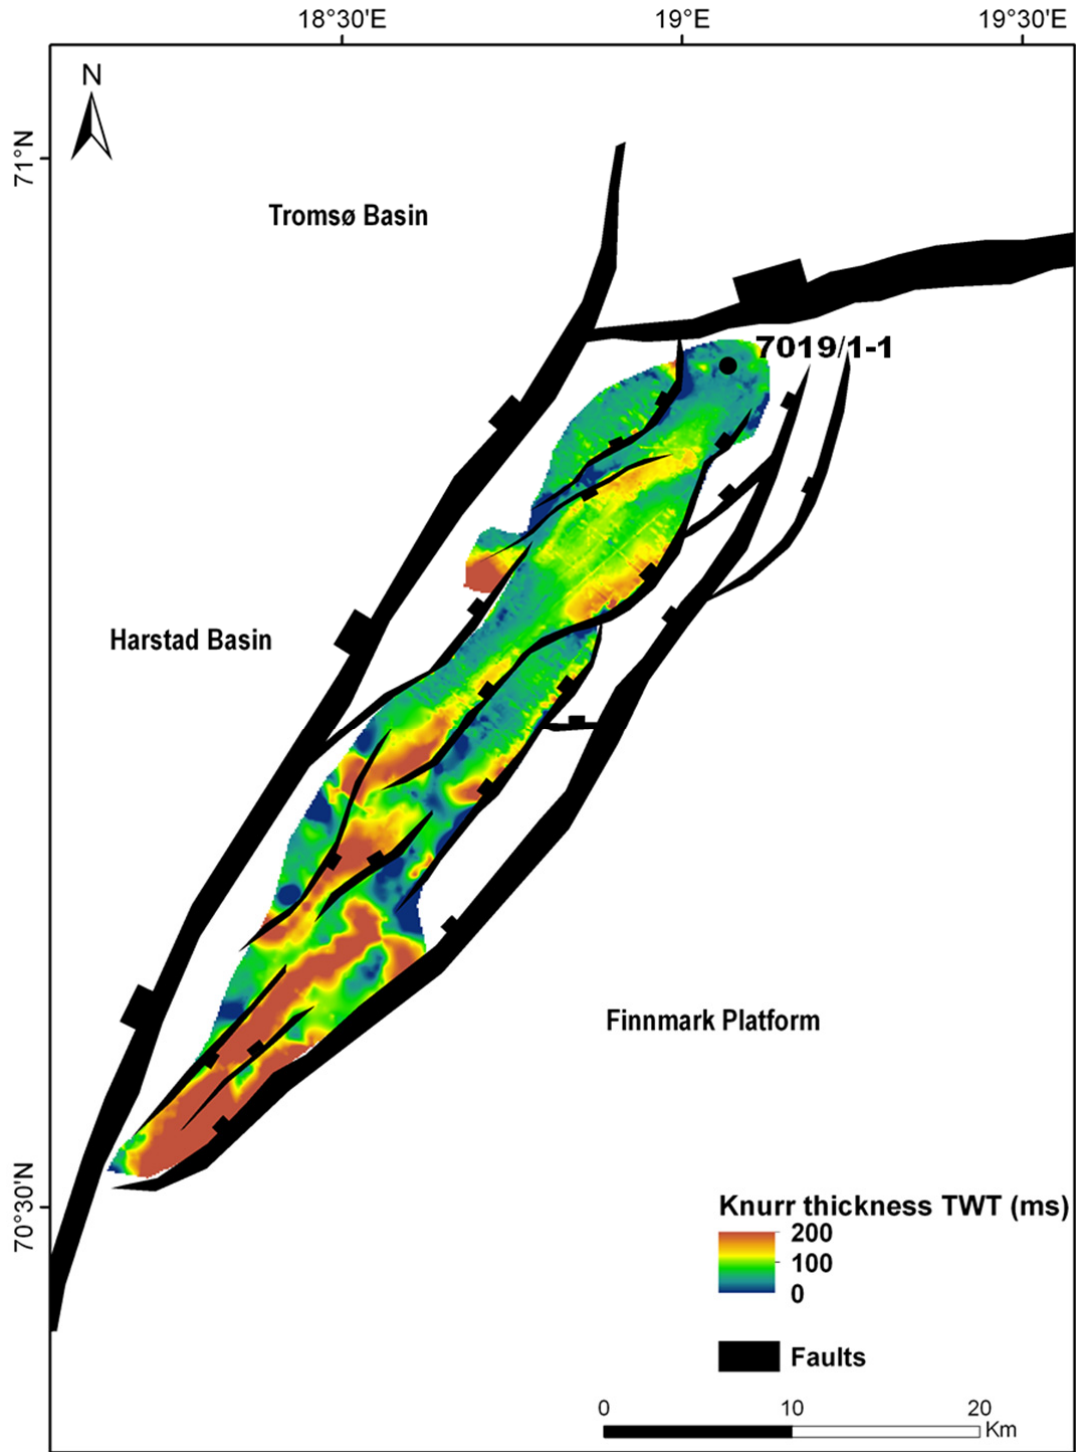 18°30'E
19°E
19°30'E
N
71°N
Tromsø Basin
7019/1-1
Harstad Basin
Finnmark Platform
70°30'N
Knurr thickness TWT (ms)
200
100
0
Faults
0 10 20
Km